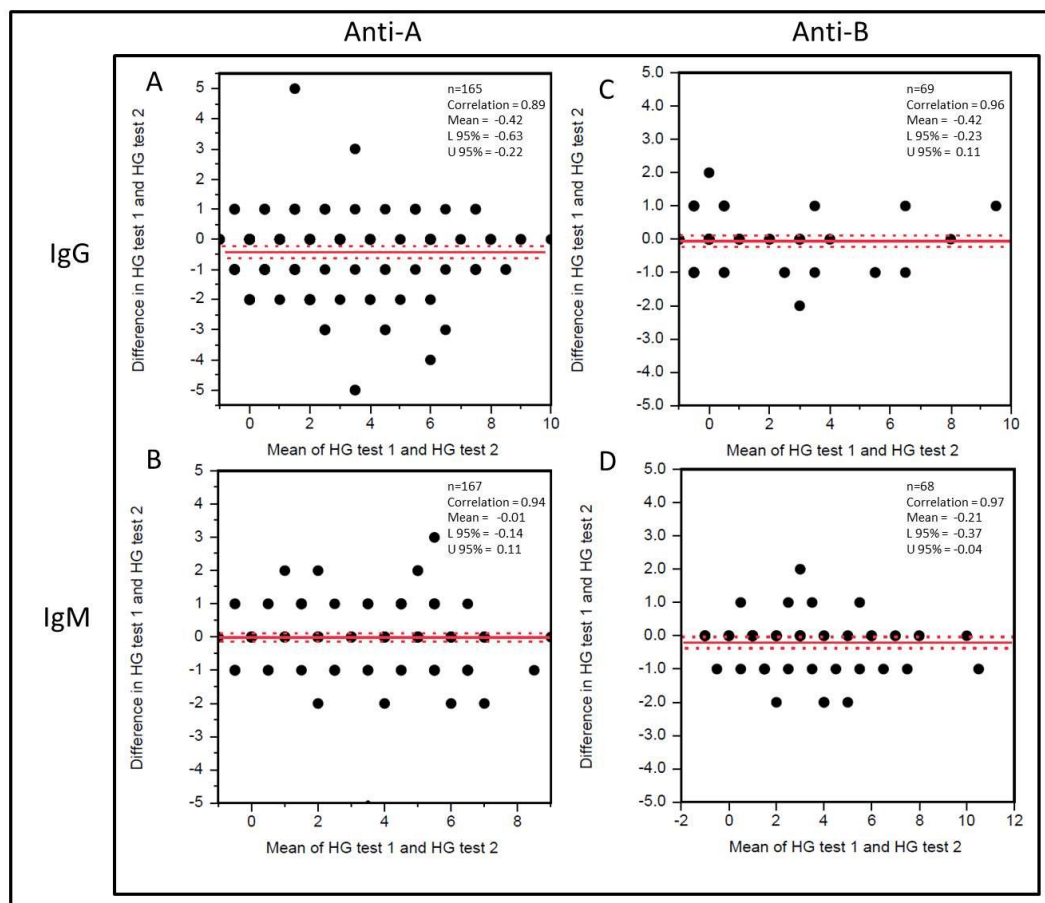 Anti-A
Anti-B
IgG
IgM
A
Difference in HG test 1 and HG test 2
5
4
3
2
1
0
-1
-2
-3
-4
-5
n=165
Correlation = 0.89
Mean = -0.42
L 95% = -0.63
U 95% = -0.22
0
2
4
6
8
10
Mean of HG test 1 and HG test 2
C
Difference in HG test 1 and HG test 2
5.0
4.0
3.0
2.0
1.0
0.0
-1.0
-2.0
-3.0
-4.0
-5.0
n=69
Correlation = 0.96
Mean = -0.42
L 95% = -0.23
U 95% = 0.11
0
2
4
6
8
10
Mean of HG test 1 and HG test 2
B
Difference in HG test 1 and HG test 2
5
4
3
2
1
0
-1
-2
-3
-4
-5
n=167
Correlation = 0.94
Mean = -0.01
L 95% = -0.14
U 95% = 0.11
0
2
4
6
8
Mean of HG test 1 and HG test 2
D
Difference in HG test 1 and HG test 2
5.0
4.0
3.0
2.0
1.0
0.0
-1.0
-2.0
-3.0
-4.0
-5.0
n=68
Correlation = 0.97
Mean = -0.21
L 95% = -0.37
U 95% = -0.04
-2
0
2
4
6
8
10
12
Mean of HG test 1 and HG test 2